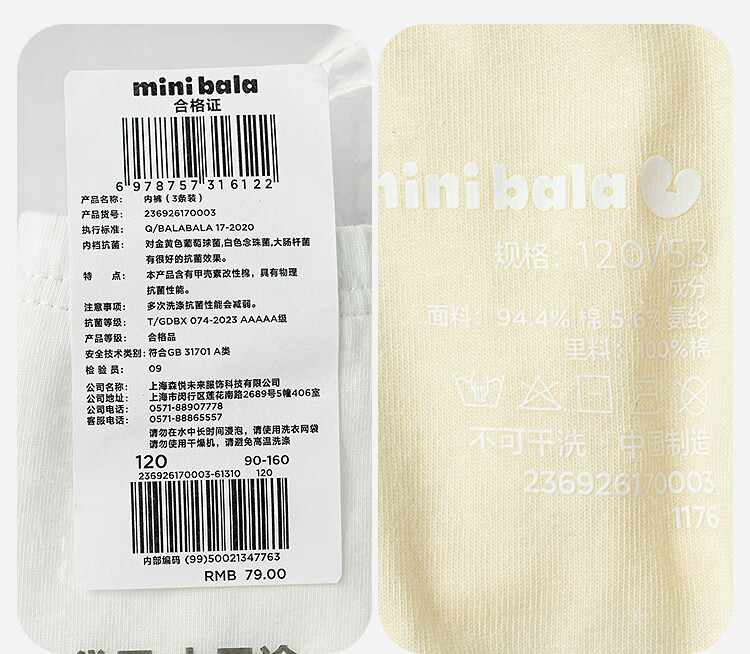 mini bala
合格证
6 978757 316122
产品名称： 内裤（3条装）
产品货号： 236926170003
执行标准： Q/BALABALA 17-2020
内档抗菌： 对金黄色葡萄球菌,白色念珠菌,大肠杆菌
有很好的抗菌效果。
特 点： 本产品含有甲壳素改性棉，具有物理
抗菌性能。
注意事项： 多次洗涤抗菌性能会减弱。
抗菌等级： T/GDBX 074-2023 AAAAA级
产品等级： 合格品
安全技术类别：符合GB 31701 A类
检 验 员： 09
公司名称： 上海森悦未来服饰科技有限公司
公司地址： 上海市闵行区莲花南路2689号5幢406室
公司电话： 0571-88907778
客服电话： 0571-88865557
请勿在水中长时间浸泡，请使用洗衣网袋
请勿使用干燥机，请避免高温洗涤
120 90-160
236926170003-61310 120
内部编码 (99)50021347763
RMB 79.00
mini bala
规格：120/53
成分
面料：94.4%棉 5.6%氨纶
里料：100%棉
不可干洗 中国制造
236926170003
1176